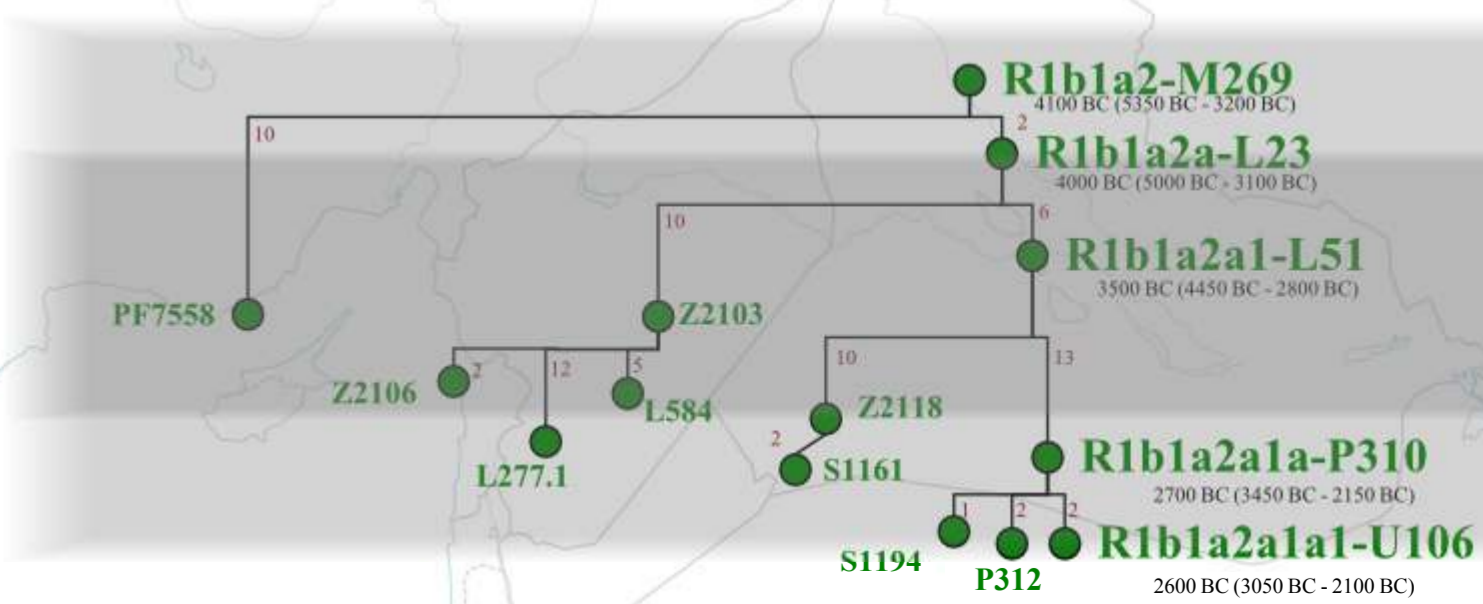 R1b1a2-M269
4100 BC (5350 BC - 3200 BC)
10
2
R1b1a2a-L23
4000 BC (5000 BC - 3100 BC)
10
6
R1b1a2a1-L51
3500 BC (4450 BC - 2800 BC)
PF7558
Z2103
10
13
2
12
5
Z2106
L584
Z2118
L277.1
2
S1161
R1b1a2a1a-P310
2700 BC (3450 BC - 2150 BC)
1
2
2
S1194
P312
R1b1a2a1a1-U106
2600 BC (3050 BC - 2100 BC)